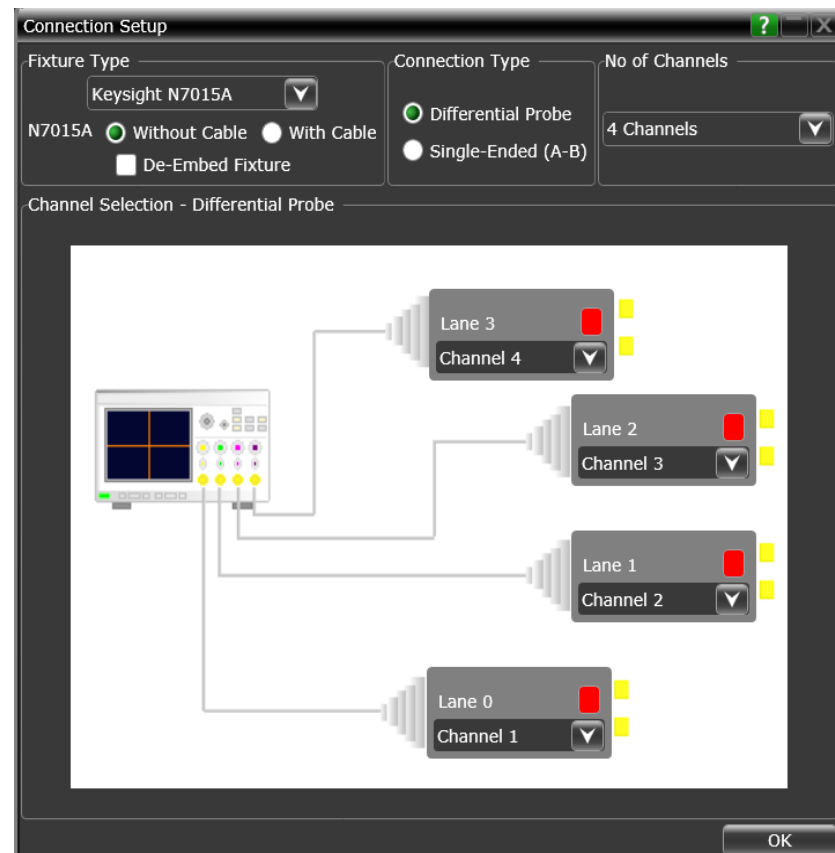 Connection Setup
?
Fixture Type
Keysight N7015A
N7015A Without Cable With Cable
De-Embed Fixture
Connection Type
Differential Probe
Single-Ended (A-B)
No of Channels
4 Channels
Channel Selection - Differential Probe
Lane 3
Channel 4
Lane 2
Channel 3
Lane 1
Channel 2
Lane 0
Channel 1
OK